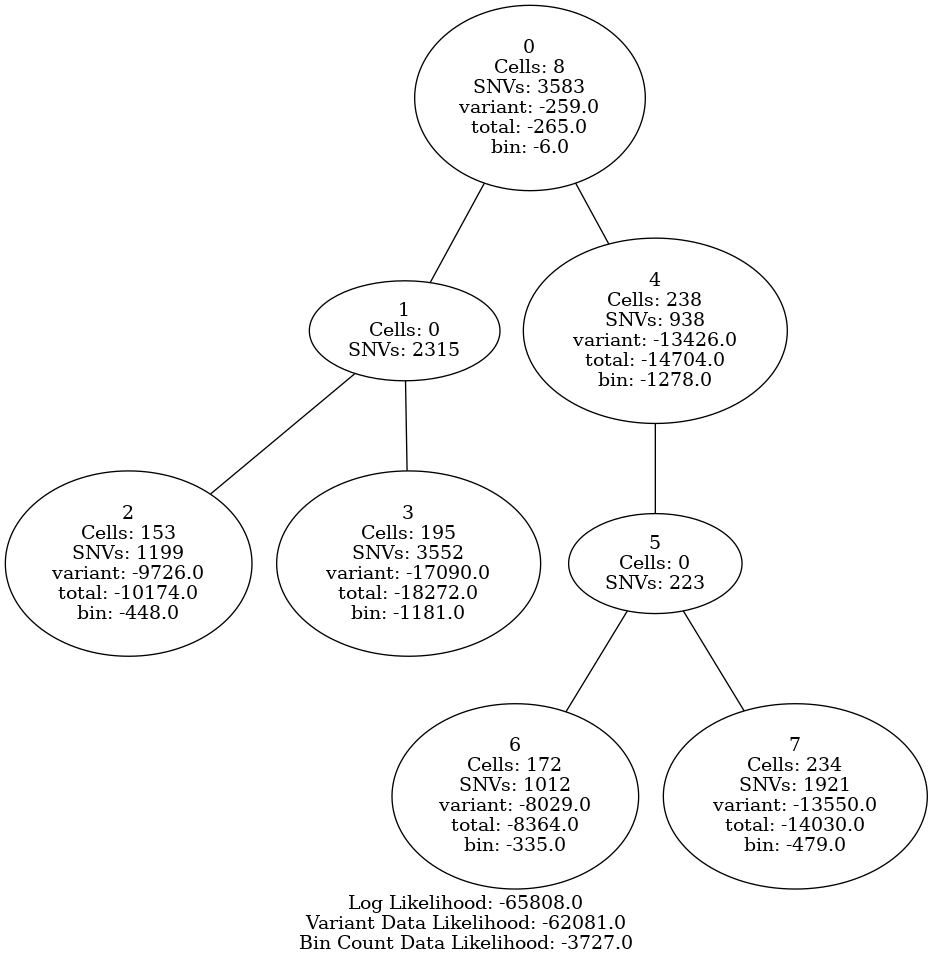 0
Cells: 8
SNVs: 3583
variant: -259.0
total: -265.0
bin: -6.0
1
Cells: 0
SNVs: 2315
4
Cells: 238
SNVs: 938
variant: -13426.0
total: -14704.0
bin: -1278.0
2
Cells: 153
SNVs: 1199
variant: -9726.0
total: -10174.0
bin: -448.0
3
Cells: 195
SNVs: 3552
variant: -17090.0
total: -18272.0
bin: -1181.0
5
Cells: 0
SNVs: 223
6
Cells: 172
SNVs: 1012
variant: -8029.0
total: -8364.0
bin: -335.0
7
Cells: 234
SNVs: 1921
variant: -13550.0
total: -14030.0
bin: -479.0
Log Likelihood: -65808.0
Variant Data Likelihood: -62081.0
Bin Count Data Likelihood: -3727.0